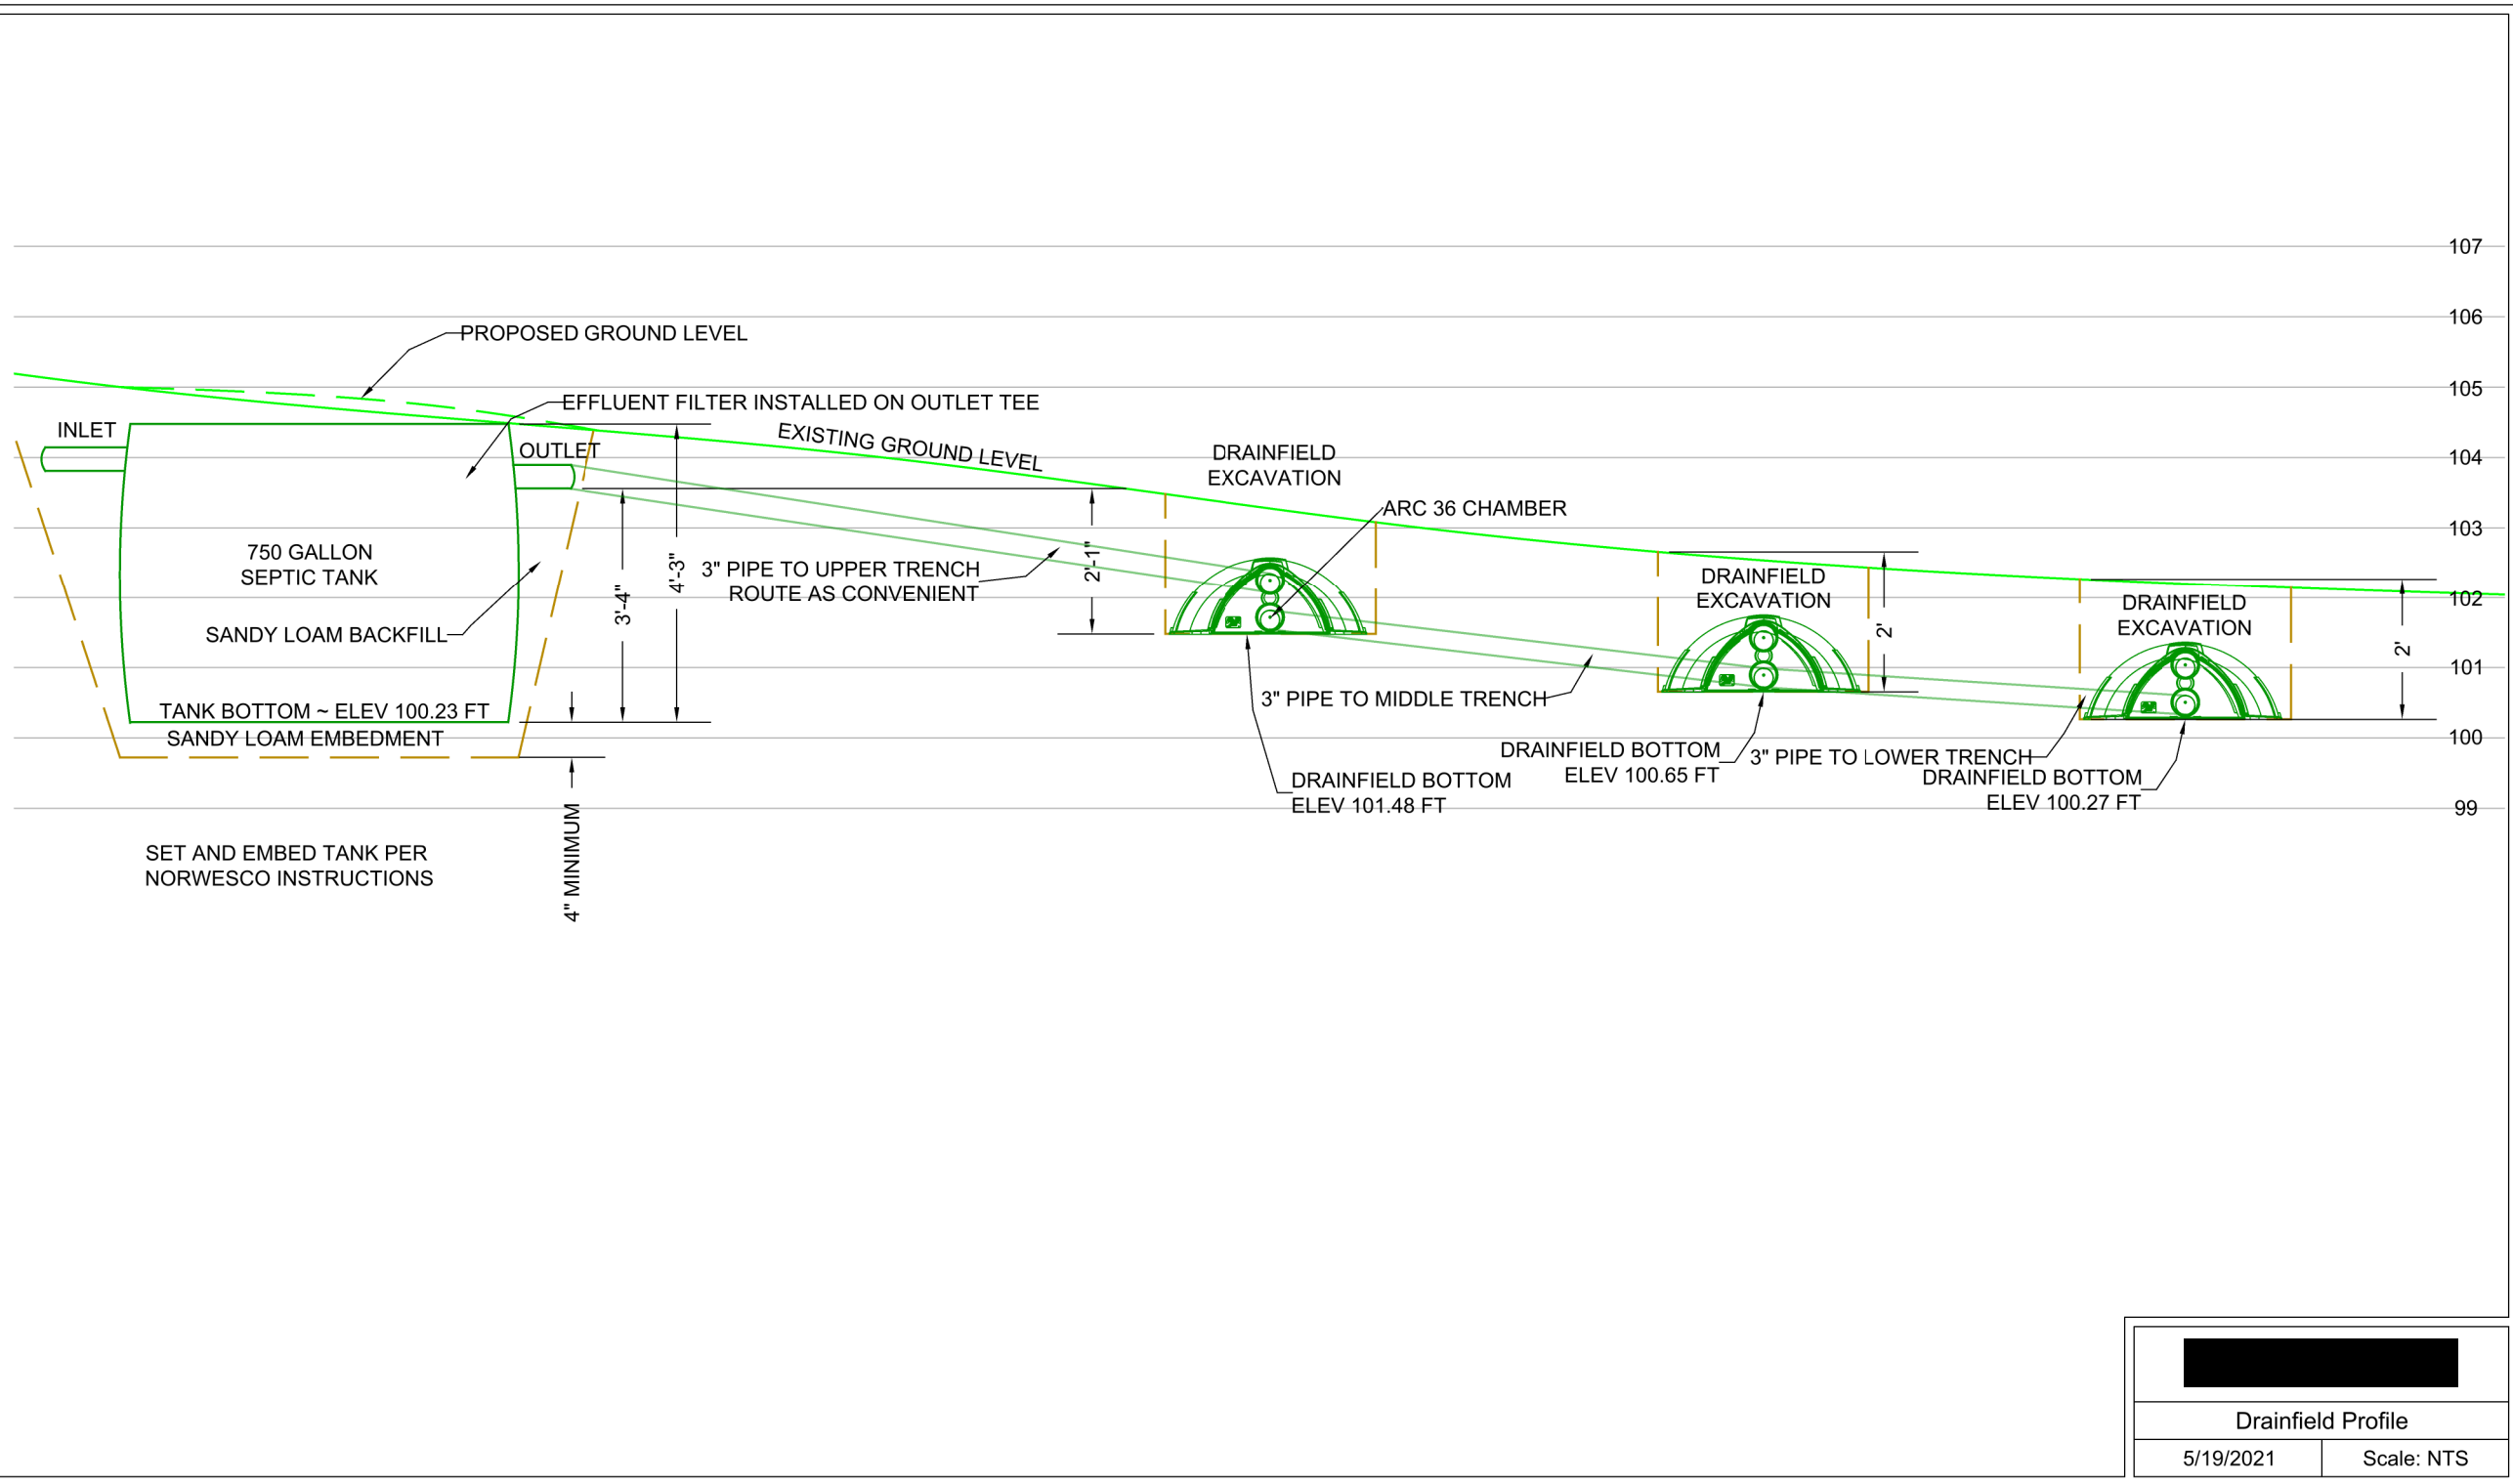 107
106
PROPOSED GROUND LEVEL
105
EFFLUENT FILTER INSTALLED ON OUTLET TEE
INLET
OUTLET
EXISTING GROUND LEVEL
DRAINFIELD
EXCAVATION
104
ARC 36 CHAMBER
103
750 GALLON
SEPTIC TANK
3'-4"
4'-3"
3" PIPE TO UPPER TRENCH
ROUTE AS CONVENIENT
2'-1"
DRAINFIELD
EXCAVATION
2'
DRAINFIELD
EXCAVATION
2'
102
SANDY LOAM BACKFILL
101
TANK BOTTOM ~ ELEV 100.23 FT
SANDY LOAM EMBEDMENT
3" PIPE TO MIDDLE TRENCH
100
DRAINFIELD BOTTOM
ELEV 101.48 FT
DRAINFIELD BOTTOM
ELEV 100.65 FT
3" PIPE TO LOWER TRENCH
DRAINFIELD BOTTOM
ELEV 100.27 FT
99
4" MINIMUM
SET AND EMBED TANK PER
NORWESCO INSTRUCTIONS
Drainfield Profile
5/19/2021
Scale: NTS